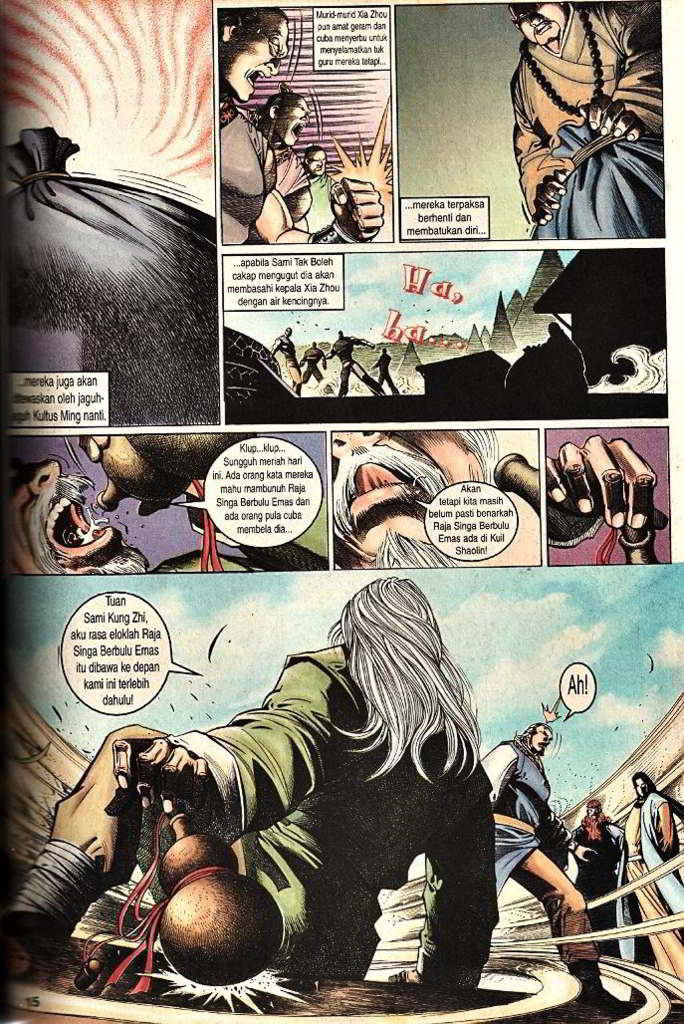 ...mereka juga akan
ditewaskan oleh jaguh-
jaguh Kultus Ming nanti.
Murid-murid Xia Zhou
pun amat geram dan
cuba menyerbu untuk
menyelamatkan tuk
guru mereka tetapi...
...mereka terpaksa
berhenti dan
membatukan diri...
...apabila Sami Tak Boleh
cakap mengugut dia akan
membasahi kepala Xia Zhou
dengan air kencingnya.
Ha,
ha....
Klup...klup...
Sungguh meriah hari
ini. Ada orang kata mereka
mahu mambunuh Raja
Singa Berbulu Emas dan
ada orang pula cuba
membela dia...
Akan
tetapi kita masih
belum pasti benarkah
Raja Singa Berbulu
Emas ada di Kuil
Shaolin!
Tuan
Sami Kung Zhi,
aku rasa eloklah Raja
Singa Berbulu Emas
itu dibawa ke depan
kami ini terlebih
dahulu!
Ah!
15